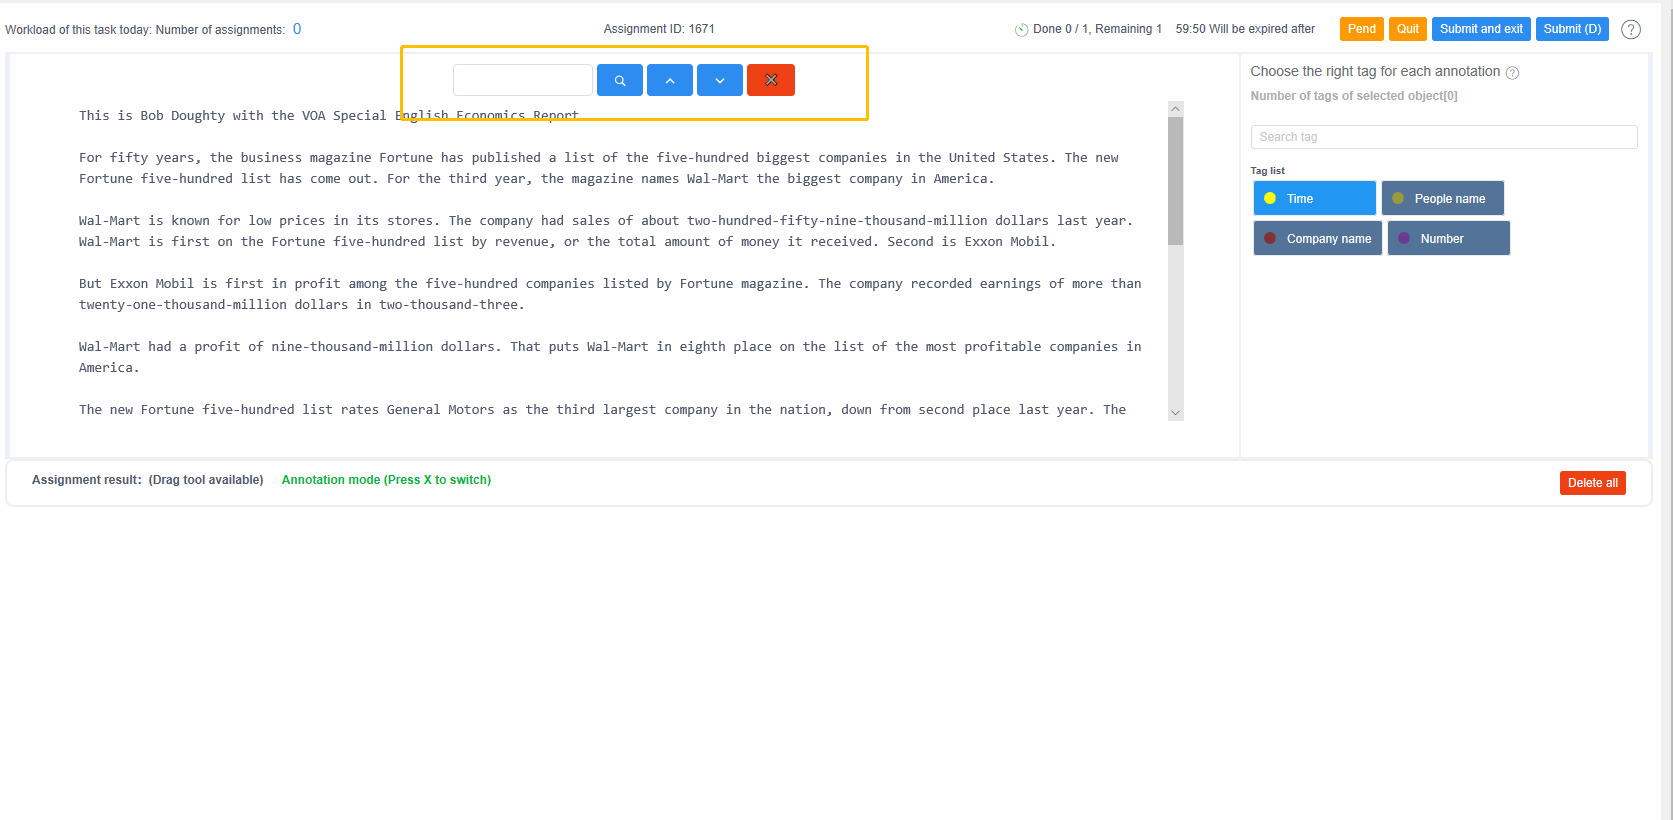 Workload of this task today: Number of assignments: 0
Assignment ID: 1671
Done 0 / 1, Remaining 1 59:50 Will be expired after
Pend
Quit
Submit and exit
Submit (D)
?
This is Bob Doughty with the VOA Special English Economics Report
For fifty years, the business magazine Fortune has published a list of the five-hundred biggest companies in the United States. The new
Fortune five-hundred list has come out. For the third year, the magazine names Wal-Mart the biggest company in America.
Wal-Mart is known for low prices in its stores. The company had sales of about two-hundred-fifty-nine-thousand-million dollars last year.
Wal-Mart is first on the Fortune five-hundred list by revenue, or the total amount of money it received. Second is Exxon Mobil.
But Exxon Mobil is first in profit among the five-hundred companies listed by Fortune magazine. The company recorded earnings of more than
twenty-one-thousand-million dollars in two-thousand-three.
Wal-Mart had a profit of nine-thousand-million dollars. That puts Wal-Mart in eighth place on the list of the most profitable companies in
America.
The new Fortune five-hundred list rates General Motors as the third largest company in the nation, down from second place last year. The
Choose the right tag for each annotation ?
Number of tags of selected object[0]
Search tag
Tag list
Time
People name
Company name
Number
Assignment result: (Drag tool available) Annotation mode (Press X to switch)
Delete all